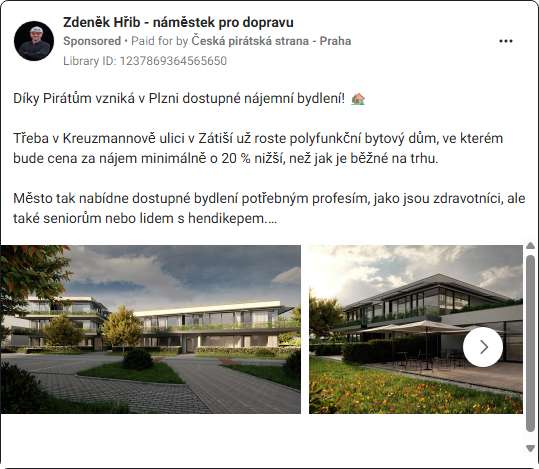 Zdeněk Hřib - náměstek pro dopravu
Sponsored • Paid for by Česká pirátská strana - Praha
Library ID: 1237869364565650
Díky Pirátům vzniká v Plzni dostupné nájemní bydlení! 🏡
Třeba v Kreuzmannově ulici v Zátiší už roste polyfunkční bytový dům, ve kterém
bude cena za nájem minimálně o 20 % nižší, než jak je běžné na trhu.
Město tak nabídne dostupné bydlení potřebným profesím, jako jsou zdravotníci, ale
také seniorům nebo lidem s hendikepem....